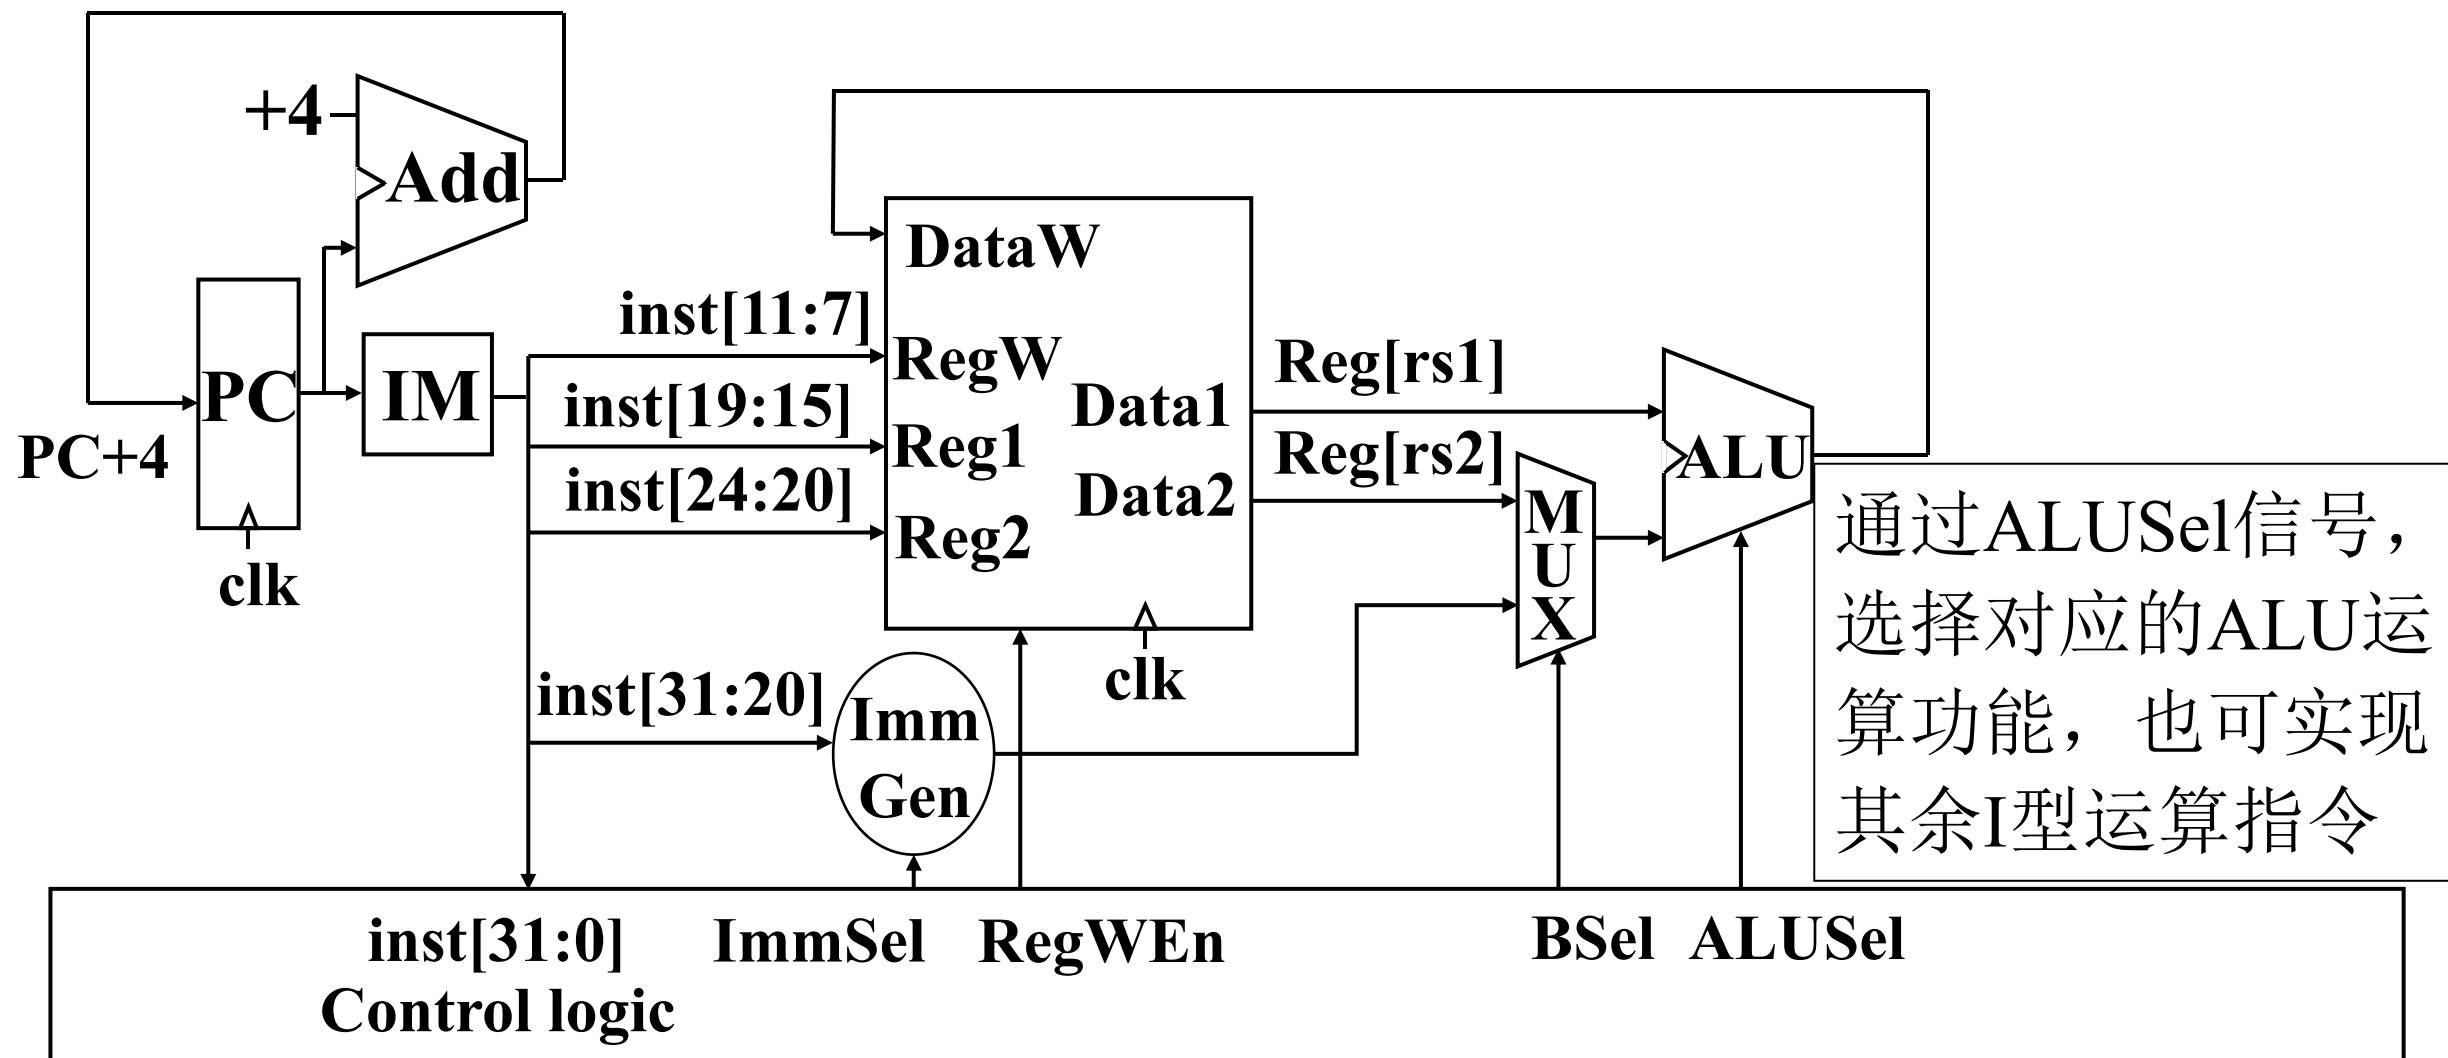 +4
Add
DataW
inst[11:7]
RegW
Reg[rs1]
PC
IM
inst[19:15]
Data1
Reg1
Reg[rs2]
ALU
PC+4
inst[24:20]
Data2
Reg2
M
U
X
clk
clk
inst[31:20]
Imm
Gen
通过ALUSel信号，
选择对应的ALU运
算功能，也可实现
其余I型运算指令
inst[31:0]
ImmSel
RegWEn
BSel
ALUSel
Control logic